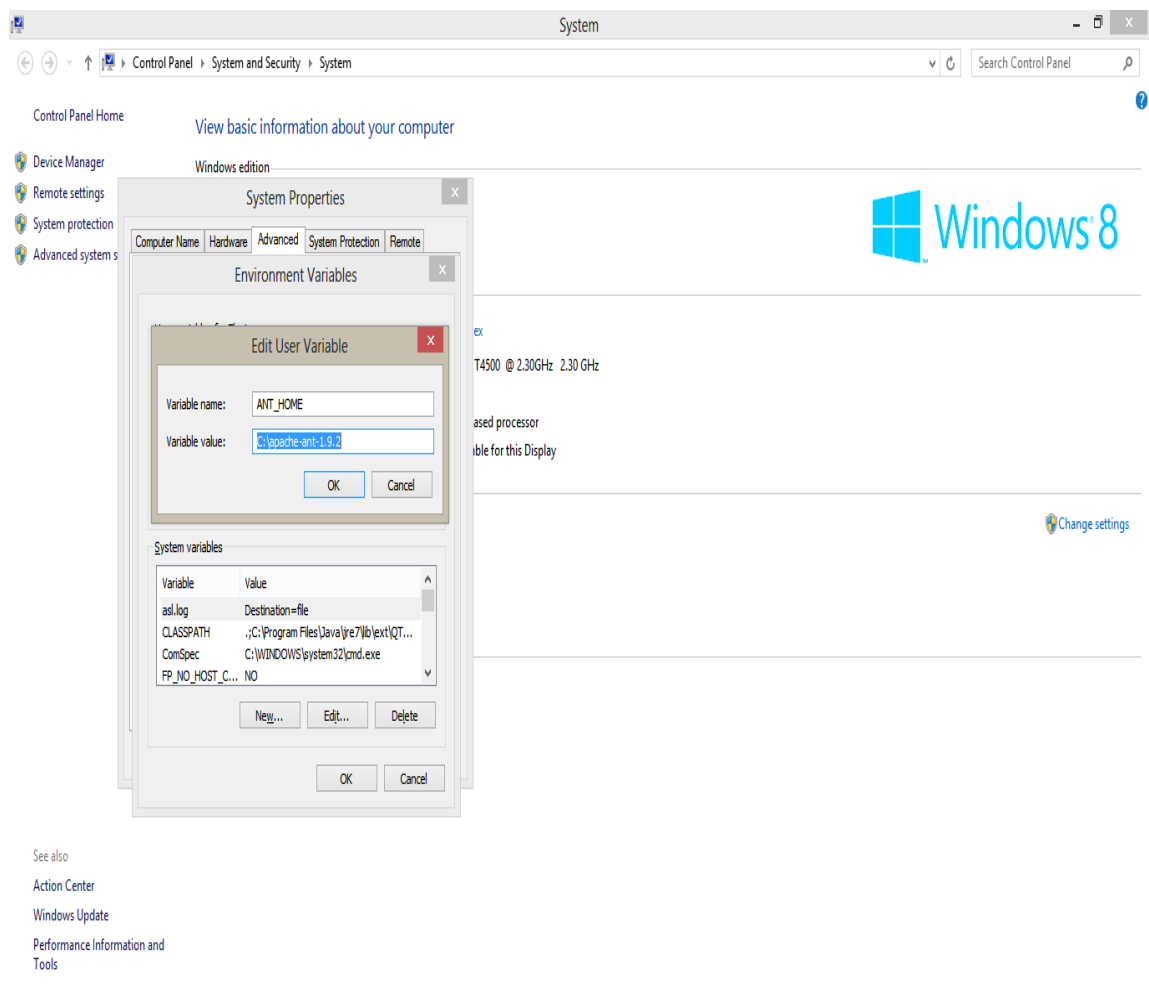 System
Control Panel System and Security System
Search Control Panel
Control Panel Home
View basic information about your computer
Device Manager
Windows edition
Remote settings
System protection
Advanced system s
System Properties
Windows 8
Computer Name Hardware Advanced System Protection Remote
Environment Variables
ex
Edit User Variable
T4500 @ 2.30GHz 2.30 GHz
Variable name: ANT_HOME
ased processor
Variable value: C:\apache-ant-1.9.2
ble for this Display
OK Cancel
Change settings
System variables
Variable Value
asl.log Destination=file
CLASSPATH .;C:\Program Files\Java\jre7\lib\ext\QT...
ComSpec C:\WINDOWS\system32\cmd.exe
FP_NO_HOST_C... NO
New... Edit... Delete
OK Cancel
See also
Action Center
Windows Update
Performance Information and
Tools